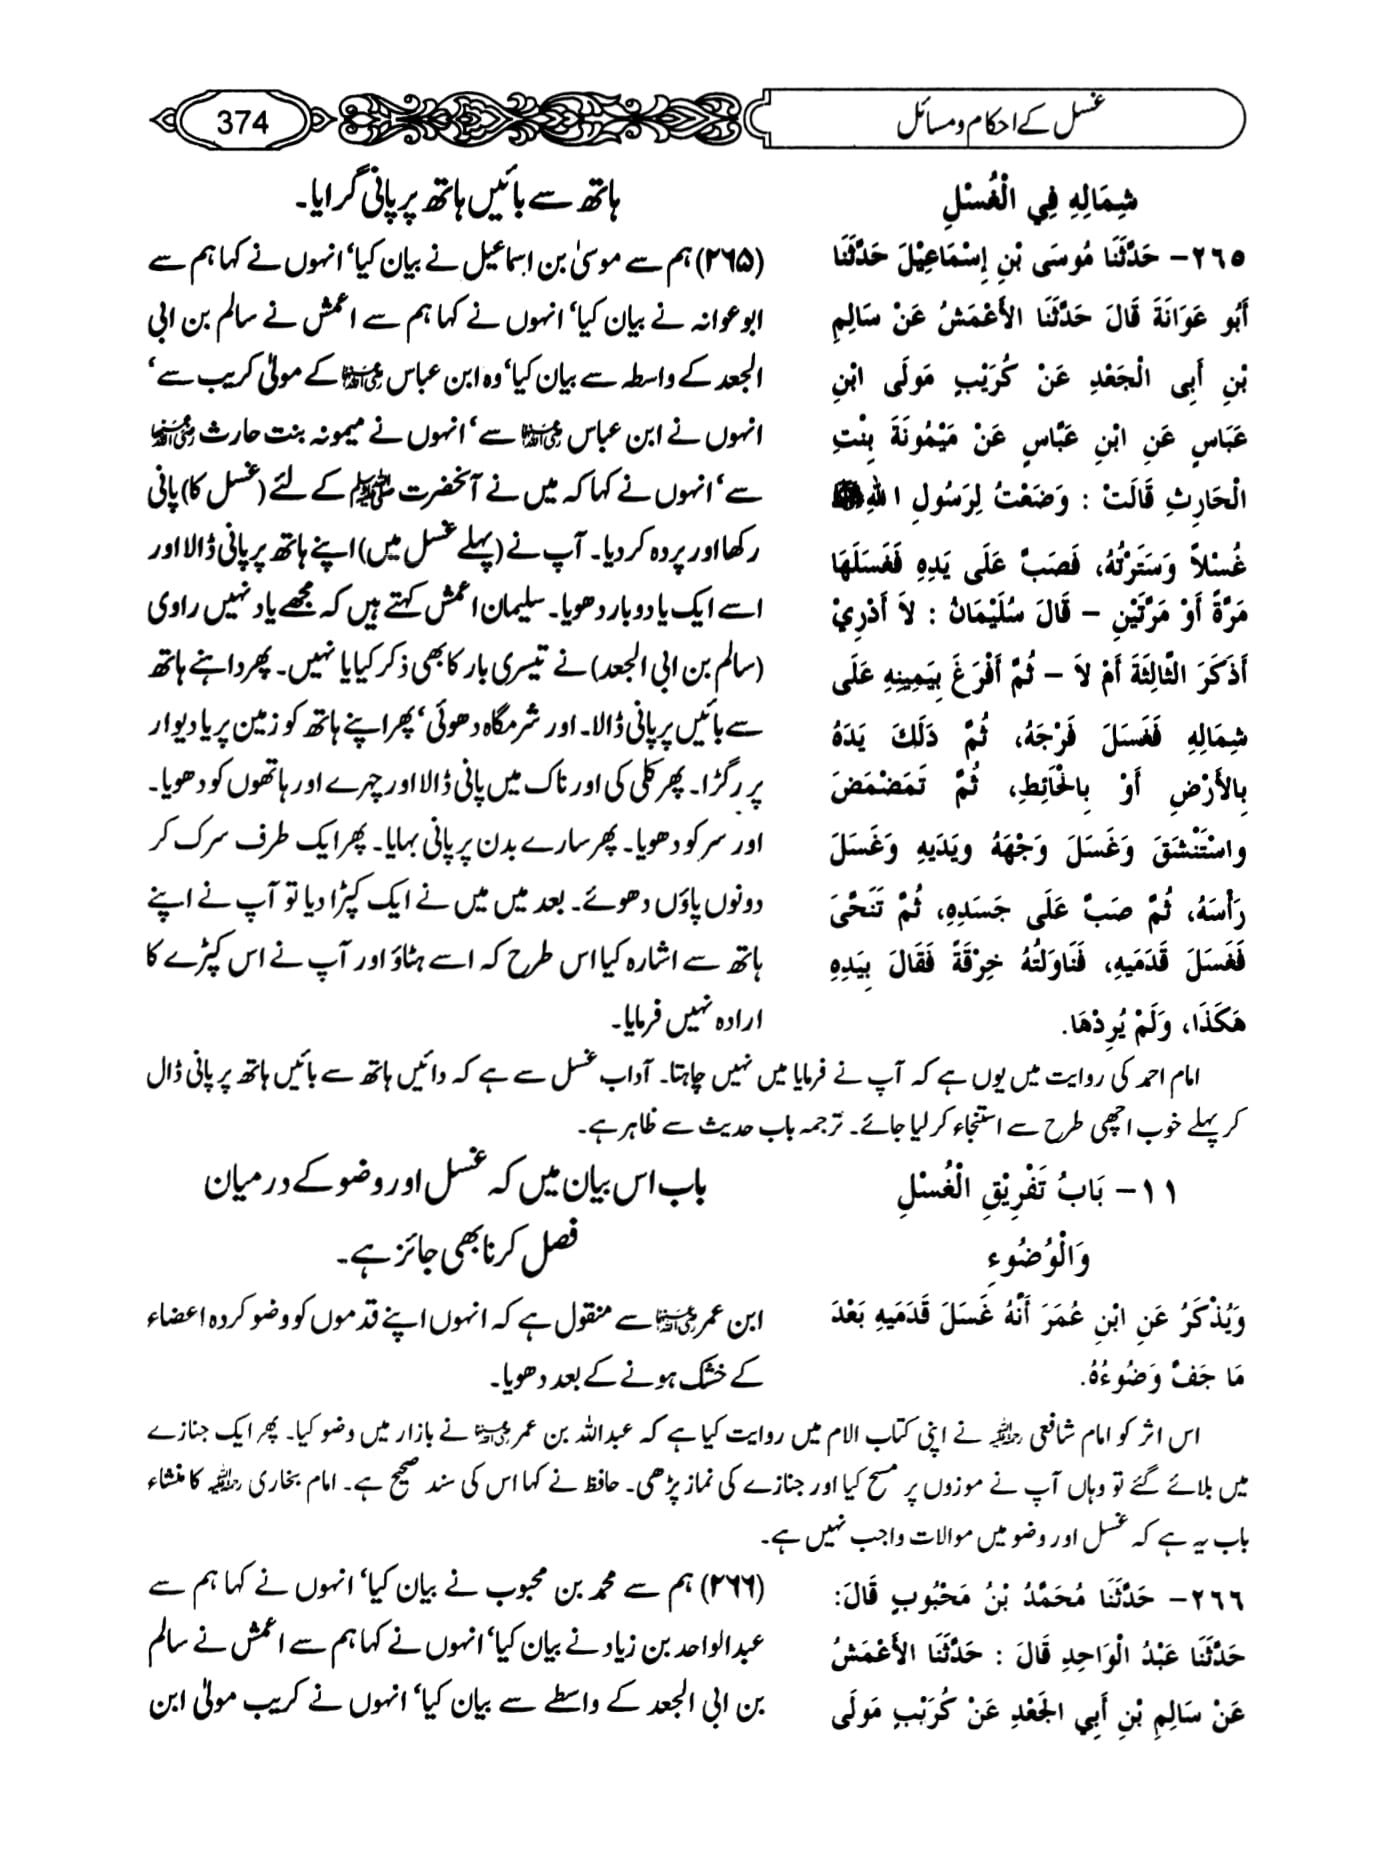 غسل کے احکام و مسائل
374
شِمَالِهِ فِي الْغُسْلِ
٢٦٥- حَدَّثَنَا مُوسَى بْنِ إِسْمَاعِيْلَ حَدَّثَنَا
أَبُو عَوَانَةَ قَالَ حَدَّثَنَا الأَعْمَشُ عَنْ سَالِمِ
بْنِ أَبِى الْجَعْدِ عَنْ كُرَيْبٍ مَولَى ابْنِ
عَبَاسٍ عَنِ ابْنِ عَبَّاسٍ عَنْ مَيْمُونَةَ بِنْتِ
الْحَارِثِ قَالَتْ : وَضَعْتُ لِرَسُولِ اللهِ ﷺ
غُسْلاً وَسَتَرْتُهُ، فَصَبَّ عَلَى يَدِهِ فَغَسَلَهَا
مَرَّةً أَوْ مَرَّتَيْنِ – قَالَ سُلَيْمَانُ : لاَ أَدْرِيْ
أَذَكَرَ الثَّالِثَةَ أَمْ لاَ – ثُمَّ أَفْرَغَ بِيَمِينِهِ عَلَى
شِمَالِهِ فَغَسَلَ فَرْجَهُ، ثُمَّ دَلَكَ يَدَهُ
بِالأَرْضِ أَوْ بِالْحَائِطِ، ثُمَّ تَمَضْمَضَ
واسْتَنْشَقَ وَغَسَلَ وَجْهَهُ ويَدَيهِ وَغَسَلَ
رَأْسَهُ، ثُمَّ صَبَّ عَلَى جَسَدِهِ، ثُمَّ تَنَحَّىَ
فَغَسَلَ قَدَمَيهِ، فَنَاوَلتُهُ خِرْقَةً فَقَالَ بِيَدِهِ
هَكَذَا، وَلَمْ يُرِدْهَا.
ہاتھ سے بائیں ہاتھ پر پانی گرایا۔
(۲۶۵) ہم سے موسیٰ بن اسماعیل نے بیان کیا‘ انہوں نے کہا ہم سے
ابو عوانہ نے بیان کیا‘ انہوں نے کہا ہم سے اعمش نے سالم بن ابی
الجعد کے واسطہ سے بیان کیا‘ وہ ابن عباس رضی اللہ عنہما کے مولیٰ کریب سے‘
انہوں نے ابن عباس رضی اللہ عنہما سے‘ انہوں نے میمونہ بنت حارث رضی اللہ عنہا
سے‘ انہوں نے کہا کہ میں نے آنحضرت صلی اللہ علیہ وسلم کے لئے (غسل کا) پانی
رکھا اور پردہ کر دیا۔ آپ نے (پہلے غسل میں) اپنے ہاتھ پر پانی ڈالا اور
اسے ایک یا دو بار دھویا۔ سلیمان اعمش کہتے ہیں کہ مجھے یاد نہیں راوی
(سالم بن ابی الجعد) نے تیسری بار کا بھی ذکر کیا یا نہیں۔ پھر داہنے ہاتھ
سے بائیں پر پانی ڈالا۔ اور شرمگاہ دھوئی‘ پھر اپنے ہاتھ کو زمین پر یا دیوار
پر رگڑا۔ پھر کلی کی اور ناک میں پانی ڈالا اور چہرے اور ہاتھوں کو دھویا۔
اور سر کو دھویا۔ پھر سارے بدن پر پانی بہایا۔ پھر ایک طرف سرک کر
دونوں پاؤں دھوئے۔ بعد میں میں نے ایک کپڑا دیا تو آپ نے اپنے
ہاتھ سے اشارہ کیا اس طرح کہ اسے ہٹاؤ اور آپ نے اس کپڑے کا
ارادہ نہیں فرمایا۔
امام احمد کی روایت میں یوں ہے کہ آپ نے فرمایا میں نہیں چاہتا۔ آداب غسل سے ہے کہ دائیں ہاتھ سے بائیں ہاتھ پر پانی ڈال
کر پہلے خوب اچھی طرح سے استنجاء کر لیا جائے۔ ترجمہ باب حدیث سے ظاہر ہے۔
١١- بَابُ تَفْرِيْقِ الْغُسْلِ
وَالْوُضُوءِ
باب اس بیان میں کہ غسل اور وضو کے درمیان
فصل کرنا بھی جائز ہے۔
وَيُذْكَرُ عَنِ ابْنِ عُمَرَ أَنَّهُ غَسَلَ قَدَمَيهِ بَعْدَ
مَا جَفَّ وَضُوءُهُ.
ابن عمر رضی اللہ عنہما سے منقول ہے کہ انہوں اپنے قدموں کو وضو کردہ اعضاء
کے خشک ہونے کے بعد دھویا۔
اس اثر کو امام شافعی رحمۃ اللہ علیہ نے اپنی کتاب الام میں روایت کیا ہے کہ عبداللہ بن عمر رضی اللہ عنہما نے بازار میں وضو کیا۔ پھر ایک جنازے
میں بلائے گئے تو وہاں آپ نے موزوں پر مسح کیا اور جنازے کی نماز پڑھی۔ حافظ نے کہا اس کی سند صحیح ہے۔ امام بخاری رحمۃ اللہ علیہ کا منشاء
باب یہ ہے کہ غسل اور وضو میں موالات واجب نہیں ہے۔
٢٦٦- حَدَّثَنَا مُحَمَّدُ بْنُ مَحْبُوبٍ قَالَ:
حَدَّثَنَا عَبْدُ الْوَاحِدِ قَالَ : حَدَّثَنَا الأَعْمَشُ
عَنْ سَالِمِ بْنِ أَبِي الجَعْدِ عَنْ كُرَيْبٍ مَولَى
(۲۶۶) ہم سے محمد بن محبوب نے بیان کیا‘ انہوں نے کہا ہم سے
عبدالواحد بن زیاد نے بیان کیا‘ انہوں نے کہا ہم سے اعمش نے سالم
بن ابی الجعد کے واسطے سے بیان کیا‘ انہوں نے کریب مولیٰ ابن